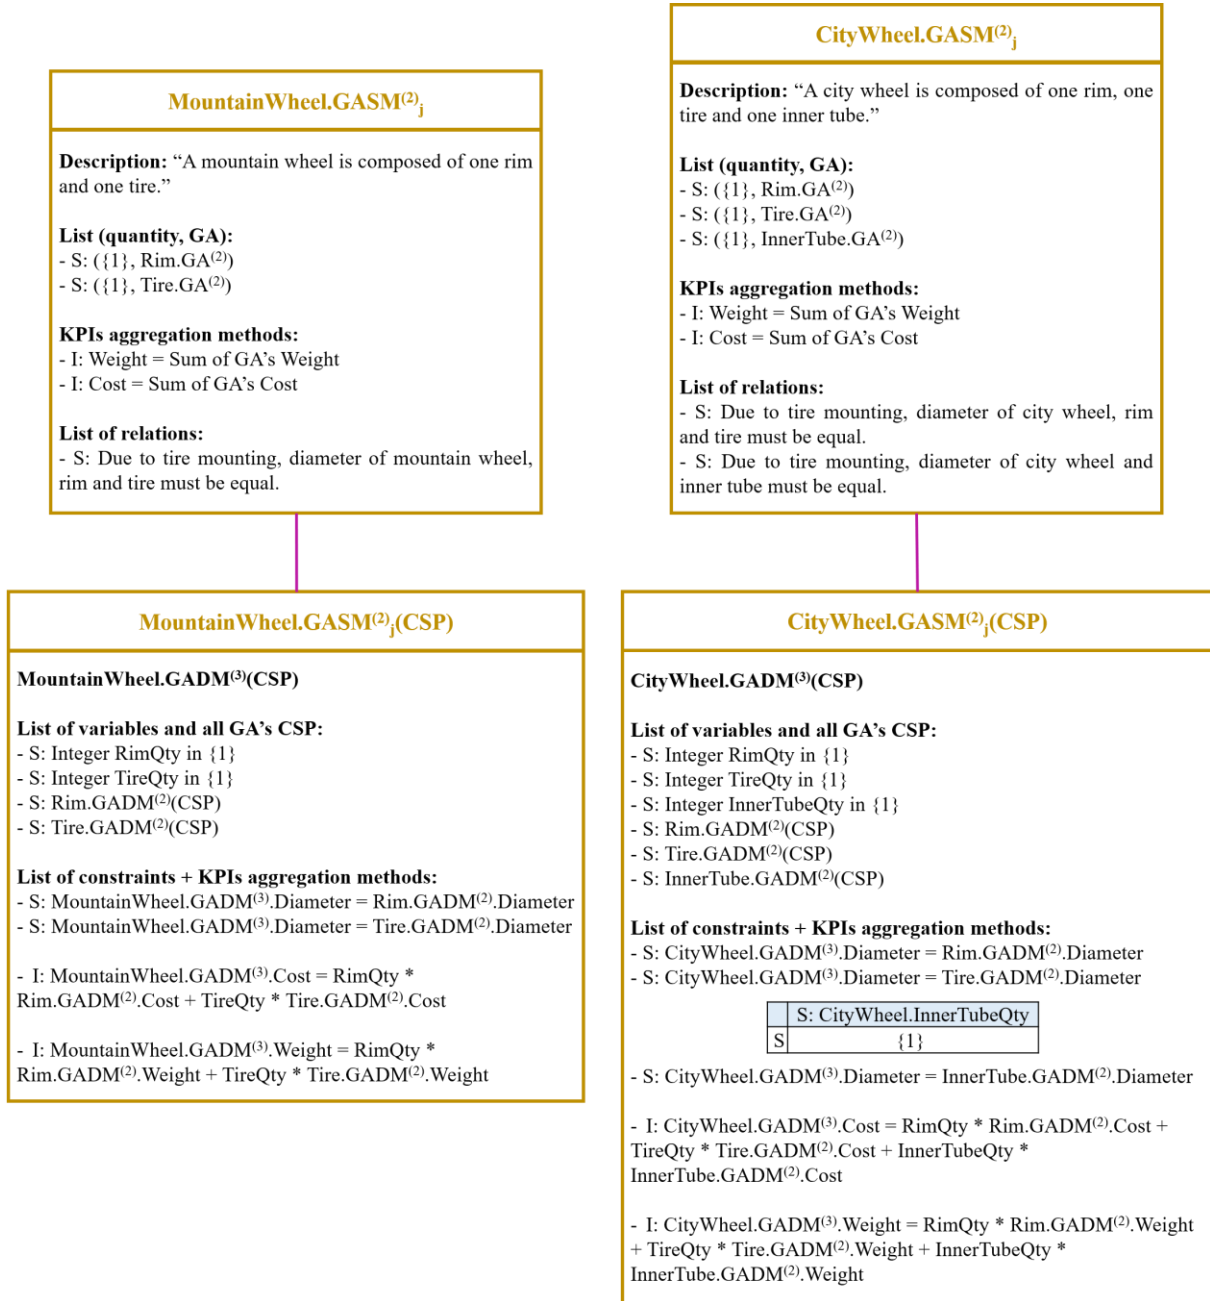 MountainWheel.GASM⁽²⁾ⱼ
Description: “A mountain wheel is composed of one rim
and one tire.”
List (quantity, GA):
- S: ({1}, Rim.GA⁽²⁾)
- S: ({1}, Tire.GA⁽²⁾)
KPIs aggregation methods:
- I: Weight = Sum of GA’s Weight
- I: Cost = Sum of GA’s Cost
List of relations:
- S: Due to tire mounting, diameter of mountain wheel,
rim and tire must be equal.
CityWheel.GASM⁽²⁾ⱼ
Description: “A city wheel is composed of one rim, one
tire and one inner tube.”
List (quantity, GA):
- S: ({1}, Rim.GA⁽²⁾)
- S: ({1}, Tire.GA⁽²⁾)
- S: ({1}, InnerTube.GA⁽²⁾)
KPIs aggregation methods:
- I: Weight = Sum of GA’s Weight
- I: Cost = Sum of GA’s Cost
List of relations:
- S: Due to tire mounting, diameter of city wheel, rim
and tire must be equal.
- S: Due to tire mounting, diameter of city wheel and
inner tube must be equal.
MountainWheel.GASM⁽²⁾ⱼ(CSP)
MountainWheel.GADM⁽³⁾(CSP)
List of variables and all GA’s CSP:
- S: Integer RimQty in {1}
- S: Integer TireQty in {1}
- S: Rim.GADM⁽²⁾(CSP)
- S: Tire.GADM⁽²⁾(CSP)
List of constraints + KPIs aggregation methods:
- S: MountainWheel.GADM⁽³⁾.Diameter = Rim.GADM⁽²⁾.Diameter
- S: MountainWheel.GADM⁽³⁾.Diameter = Tire.GADM⁽²⁾.Diameter
- I: MountainWheel.GADM⁽³⁾.Cost = RimQty *
Rim.GADM⁽²⁾.Cost + TireQty * Tire.GADM⁽²⁾.Cost
- I: MountainWheel.GADM⁽³⁾.Weight = RimQty *
Rim.GADM⁽²⁾.Weight + TireQty * Tire.GADM⁽²⁾.Weight
CityWheel.GASM⁽²⁾ⱼ(CSP)
CityWheel.GADM⁽³⁾(CSP)
List of variables and all GA’s CSP:
- S: Integer RimQty in {1}
- S: Integer TireQty in {1}
- S: Integer InnerTubeQty in {1}
- S: Rim.GADM⁽²⁾(CSP)
- S: Tire.GADM⁽²⁾(CSP)
- S: InnerTube.GADM⁽²⁾(CSP)
List of constraints + KPIs aggregation methods:
- S: CityWheel.GADM⁽³⁾.Diameter = Rim.GADM⁽²⁾.Diameter
- S: CityWheel.GADM⁽³⁾.Diameter = Tire.GADM⁽²⁾.Diameter
S: CityWheel.InnerTubeQty
S {1}
- S: CityWheel.GADM⁽³⁾.Diameter = InnerTube.GADM⁽²⁾.Diameter
- I: CityWheel.GADM⁽³⁾.Cost = RimQty * Rim.GADM⁽²⁾.Cost +
TireQty * Tire.GADM⁽²⁾.Cost + InnerTubeQty *
InnerTube.GADM⁽²⁾.Cost
- I: CityWheel.GADM⁽³⁾.Weight = RimQty * Rim.GADM⁽²⁾.Weight
+ TireQty * Tire.GADM⁽²⁾.Weight + InnerTubeQty *
InnerTube.GADM⁽²⁾.Weight